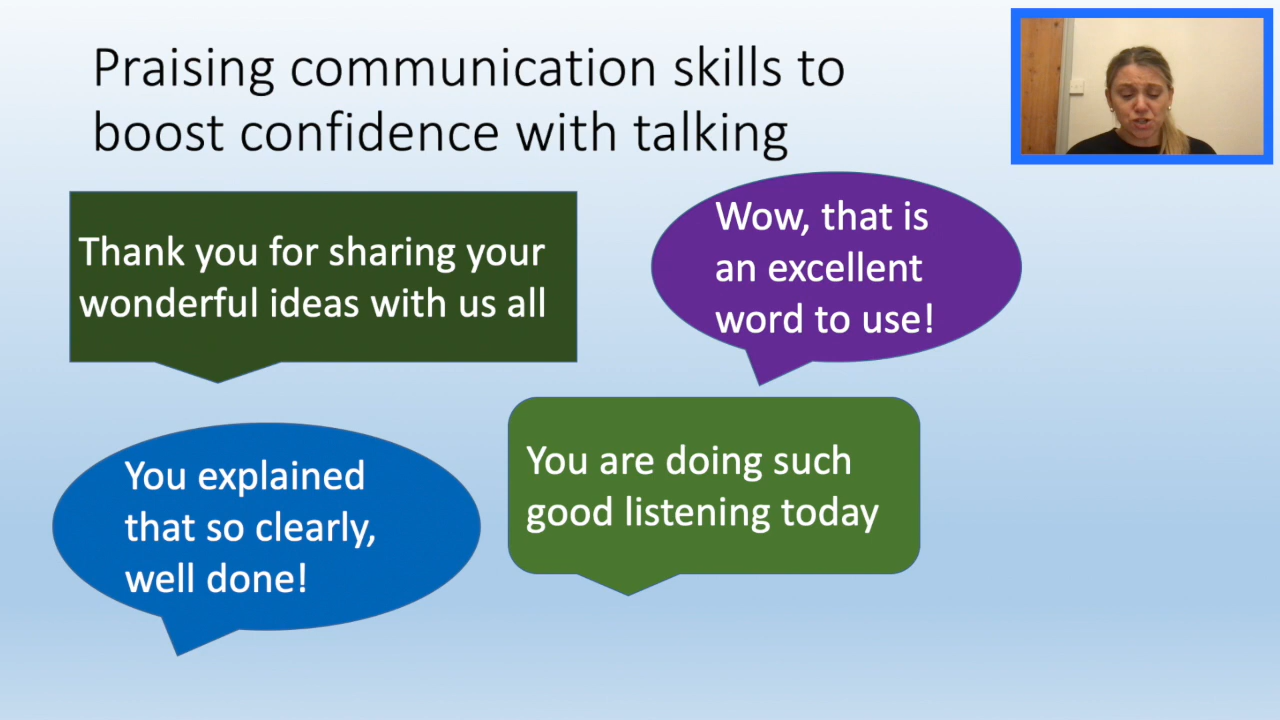 Praising communication skills to
boost confidence with talking
Thank you for sharing your
wonderful ideas with us all
Wow, that is
an excellent
word to use!
You explained
that so clearly,
well done!
You are doing such
good listening today